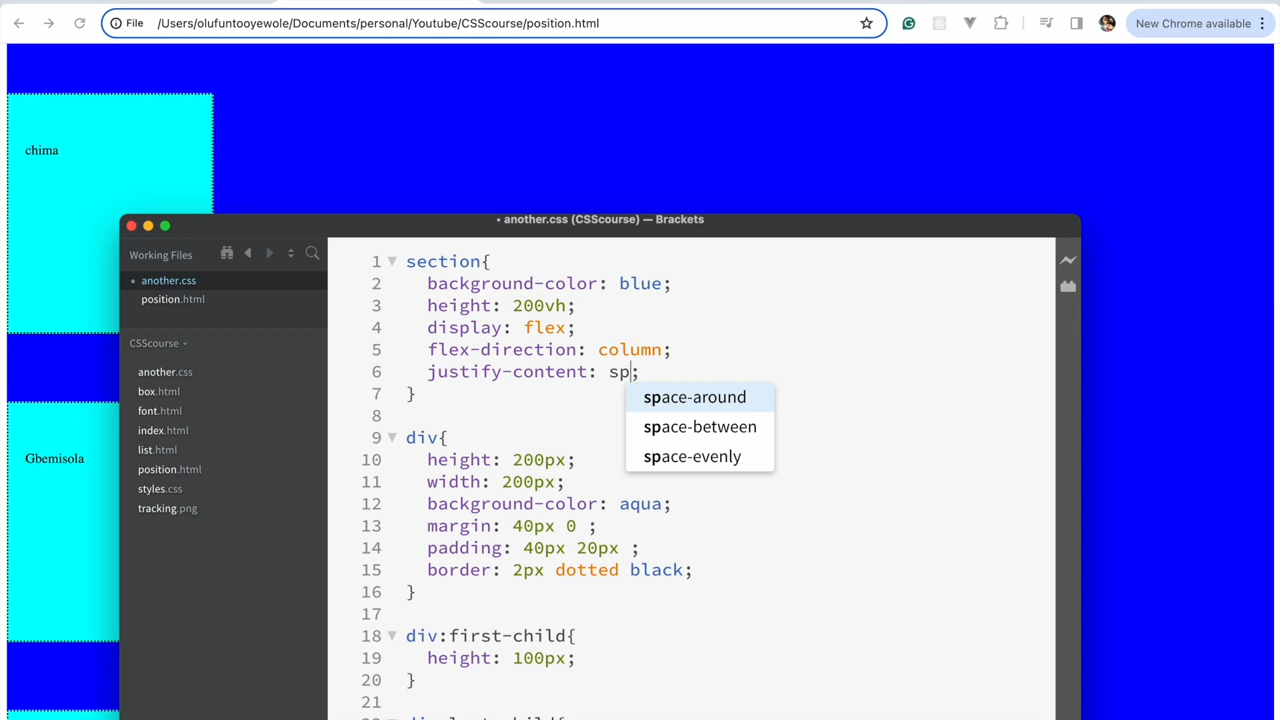 File /Users/olufuntooyewole/Documents/personal/Youtube/CSScourse/position.html
New Chrome available
chima
Gbemisola
• another.css (CSScourse) — Brackets
Working Files
another.css
position.html
CSScourse
another.css
box.html
font.html
index.html
list.html
position.html
styles.css
tracking.png
1 section{
2 background-color: blue;
3 height: 200vh;
4 display: flex;
5 flex-direction: column;
6 justify-content: sp;
7 }
space-around
space-between
space-evenly
8
9 div{
10 height: 200px;
11 width: 200px;
12 background-color: aqua;
13 margin: 40px 0 ;
14 padding: 40px 20px ;
15 border: 2px dotted black;
16 }
17
18 div:first-child{
19 height: 100px;
20 }
21